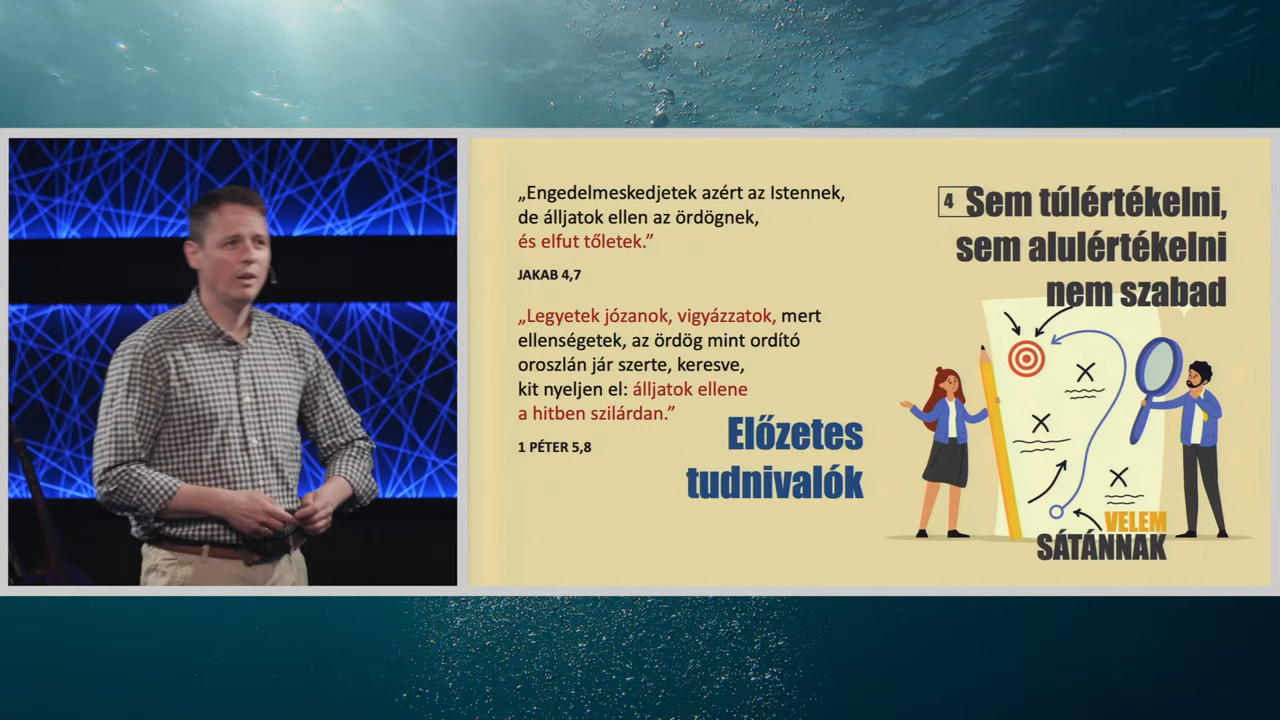 „Engedelmeskedjetek azért az Istennek,
de álljatok ellen az ördögnek,
és elfut tőletek.”
JAKAB 4,7
„Legyetek józanok, vigyázzatok, mert
ellenségetek, az ördög mint ordító
oroszlán jár szerte, keresve,
kit nyeljen el: álljatok ellene
a hitben szilárdan.”
1 PÉTER 5,8
Előzetes
tudnivalók
4 Sem túlértékelni,
sem alulértékelni
nem szabad
VELEM
SÁTÁNNAK